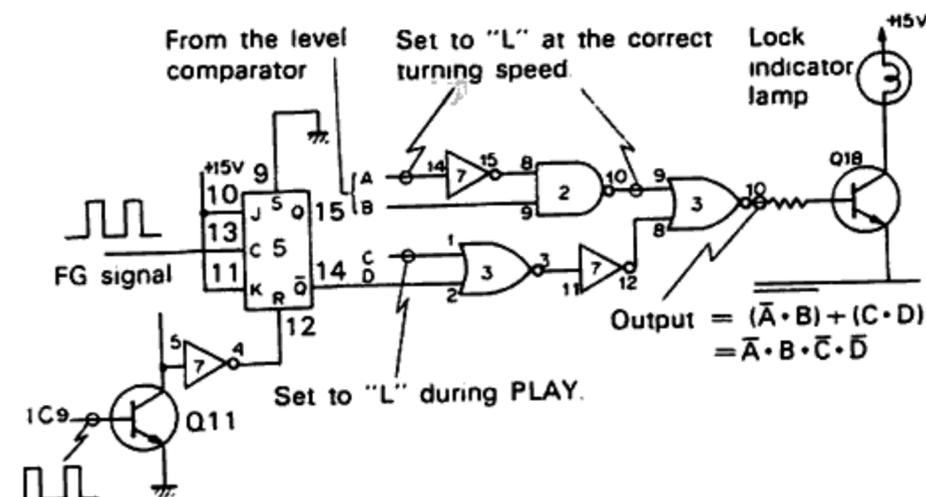 From the level
comparator
Set to "L" at the correct
turning speed.
Lock
indicator
lamp
+15V
+15V
9
S
10
J
Q
15
13
C
5
11
K
R
Q̅
14
12
FG signal
A
B
14
7
15
8
9
2
10
9
8
3
10
Q18
C
D
1
2
3
3
11
7
12
Output = (A̅・B)+(C・D)
= A̅・B・C̅・D̅
5
7
4
Set to "L" during PLAY.
IC9
Q11